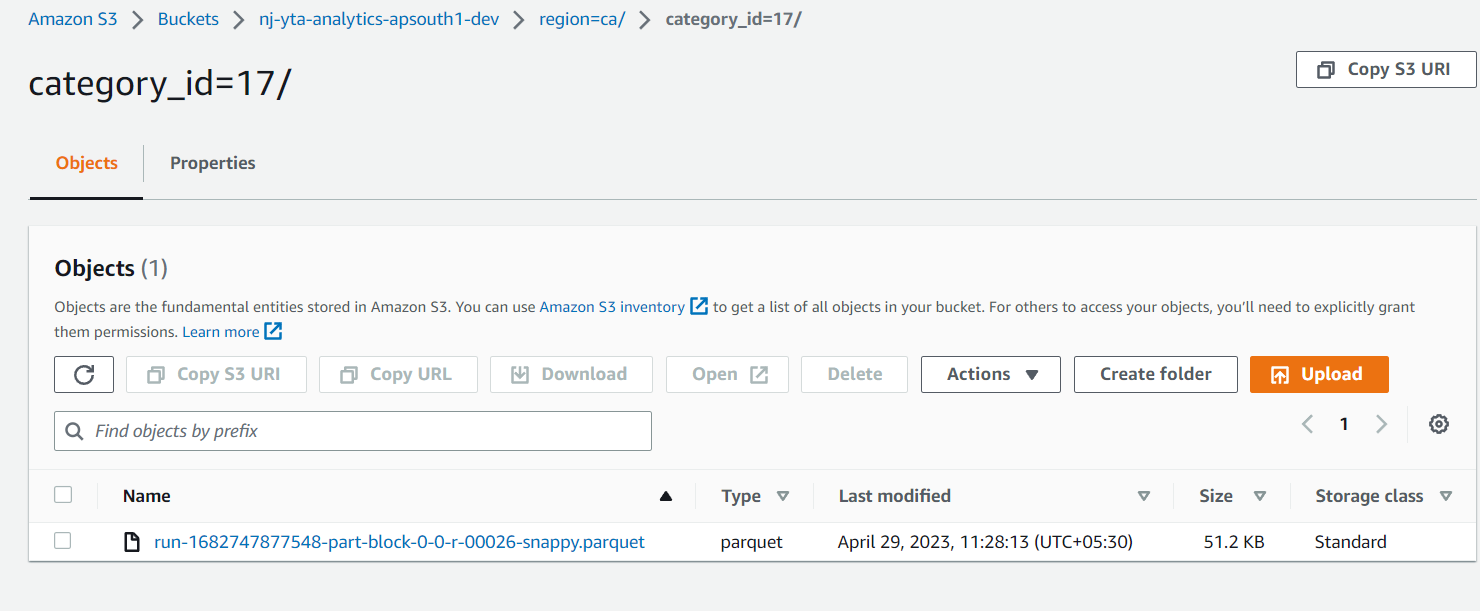 Amazon S3 > Buckets > nj-yta-analytics-apsouth1-dev > region=ca/ > category_id=17/
category_id=17/
Copy S3 URI
Objects Properties
Objects (1)
Objects are the fundamental entities stored in Amazon S3. You can use Amazon S3 inventory to get a list of all objects in your bucket. For others to access your objects, you’ll need to explicitly grant
them permissions. Learn more
Copy S3 URI Copy URL Download Open Delete Actions Create folder Upload
Find objects by prefix
1
Name Type Last modified Size Storage class
run-1682747877548-part-block-0-0-r-00026-snappy.parquet parquet April 29, 2023, 11:28:13 (UTC+05:30) 51.2 KB Standard